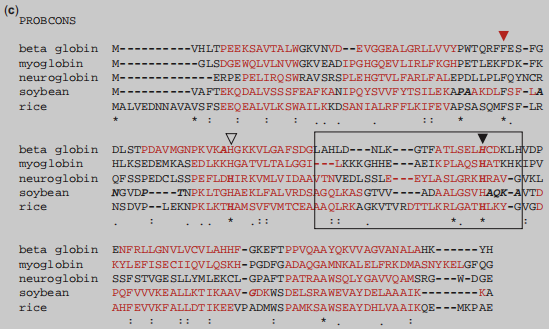 (c)
PROBCONS
beta globin M----------VHLTPEEKSAVTALWGKVNVD--EVGGEALGRLLVVYPWTQRFFES-FG
myoglobin M-----------GLSDGEWQLVLNVWGKVEADIPGHGQEVLIRLFKGHPETLEKFDK-FK
neuroglobin M-------------ERPEPELIRQSWRAVSRSPLEHGTVLFARLFALEPDLLPLFQYNCR
soybean M----------VAFTEKQDALVSSSFEAFKANIPQYSVVFYTSILEKAPAAKDLFSF-LA
rice MALVEDNNAVAVSFSEEQEALVLKSWAILKKDSANIALRFFLKIFEVAPSASQMFSF-LR
* : : : . : .. :: * *.
beta globin DLSTPDAVMGNPKVKAHGKKVLGAFSDGLAHLD---NLK---GTFATLSELHCDKLHVDP
myoglobin HLKSEDEMKASEDLKKHGATVLTALGGI---LKKKGHHE---AEIKPLAQSHATKHKIPV
neuroglobin QFSSPEDCLSSPEFLDHIRKVMLVIDAAVTNVEDLSSLE---EYLASLGRKHRAV-GVKL
soybean NGVDP----TNPKLTGHAEKLFALVRDSAGQLKASGTVV----ADAALGSVHAQK-AVTD
rice NSDVP--LEKNPKLKTHAMSVFVMTCEAAAQLRKAGKVTVRDTTLKRLGATHLKY-GVGD
. : . . * :: :: . * * .
beta globin ENFRLLGNVLVCVLAHHF-GKEFTPPVQAAYQKVVAGVANALAHK------YH
myoglobin KYLEFISECIIQVLQSKH-PGDFGADAQGAMNKALELFRKDMASNYKELGFQG
neuroglobin SSFSTVGESLLYMLEKCL-GPAFTPATRAAWSQLYGAVVQAMSRG---W-DGE
soybean PQFVVVKEALLKTIKAAV-GDKWSDELSRAWEVAYDELAAAIK------KA
rice AHFEVVKFALLDTIKEEVPADMWSPAMKSAWSEAYDHLVAAIKQE---MKPAE
: : :: : : * . . :